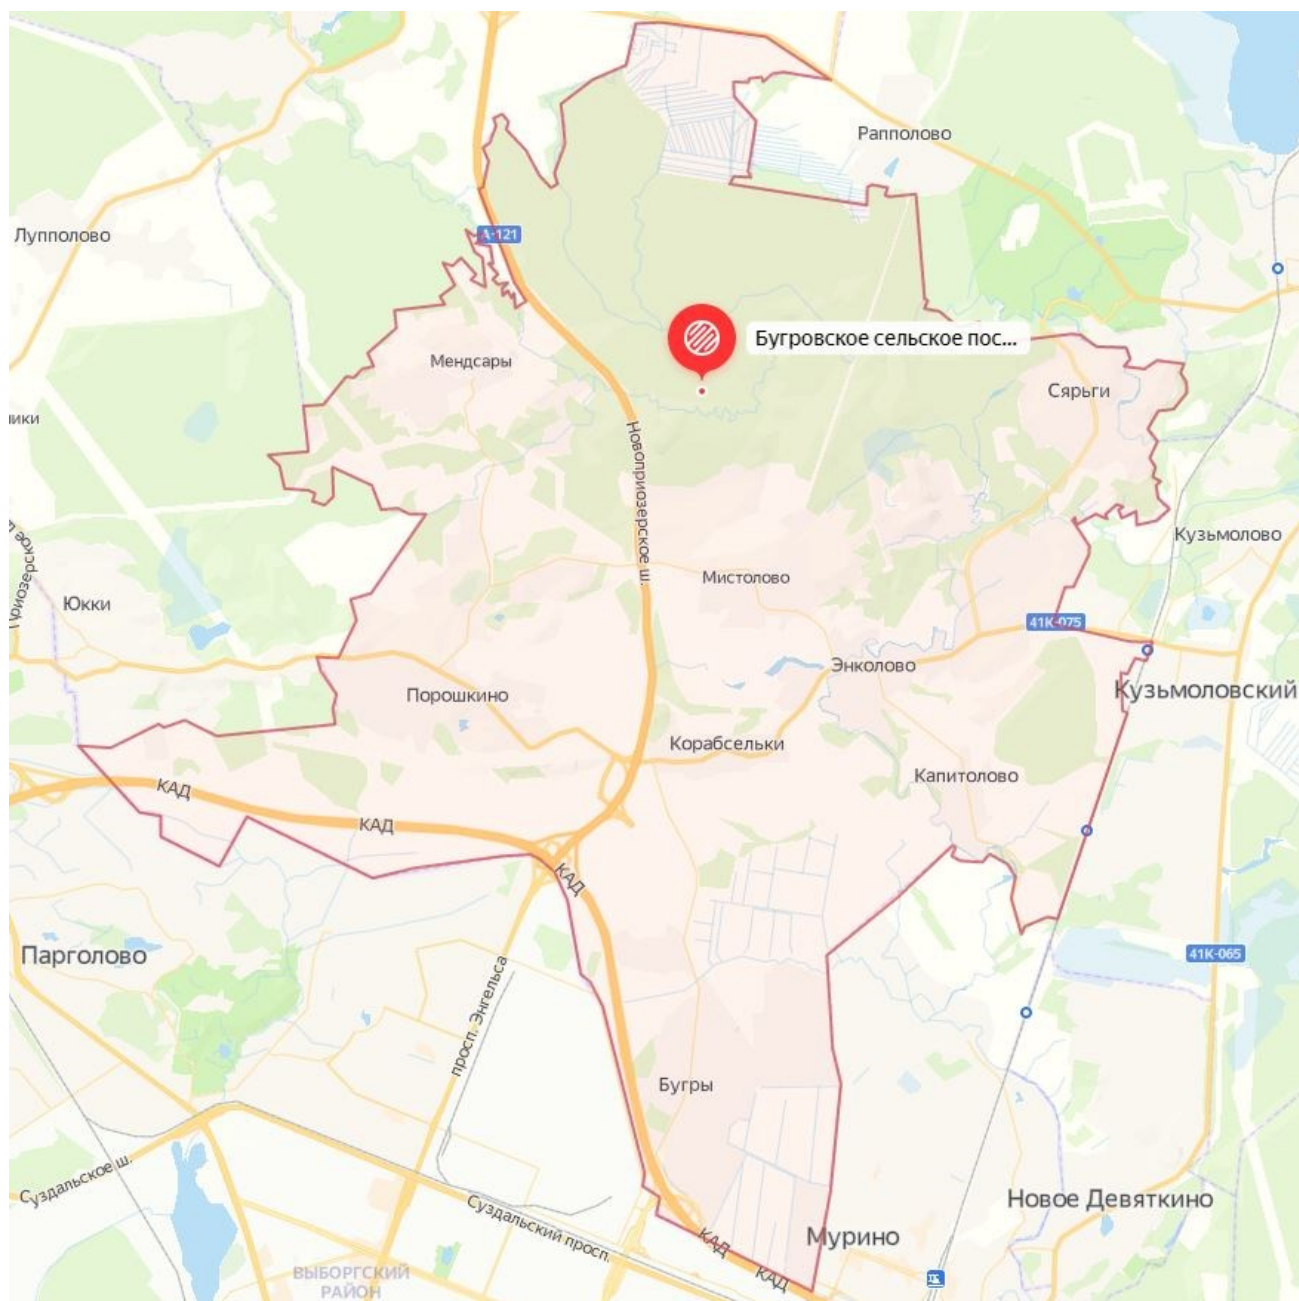 Рапполово
Лупполово
А-121
Бугровское сельское пос...
Мендсары
Сярьги
ики
Новоприозерское ш.
Кузьмолово
Мистолово
Юкки
риозерское
41К-075
Энколово
Кузьмоловский
Порошкино
Корабсельки
Капитолово
КАД
КАД
КАД
Парголово
41К-065
просп. Энгельса
Бугры
Суздальское ш.
Суздальский просп.
Новое Девяткино
Мурино
КАД
КАД
ВЫБОРГСКИЙ
РАЙОН